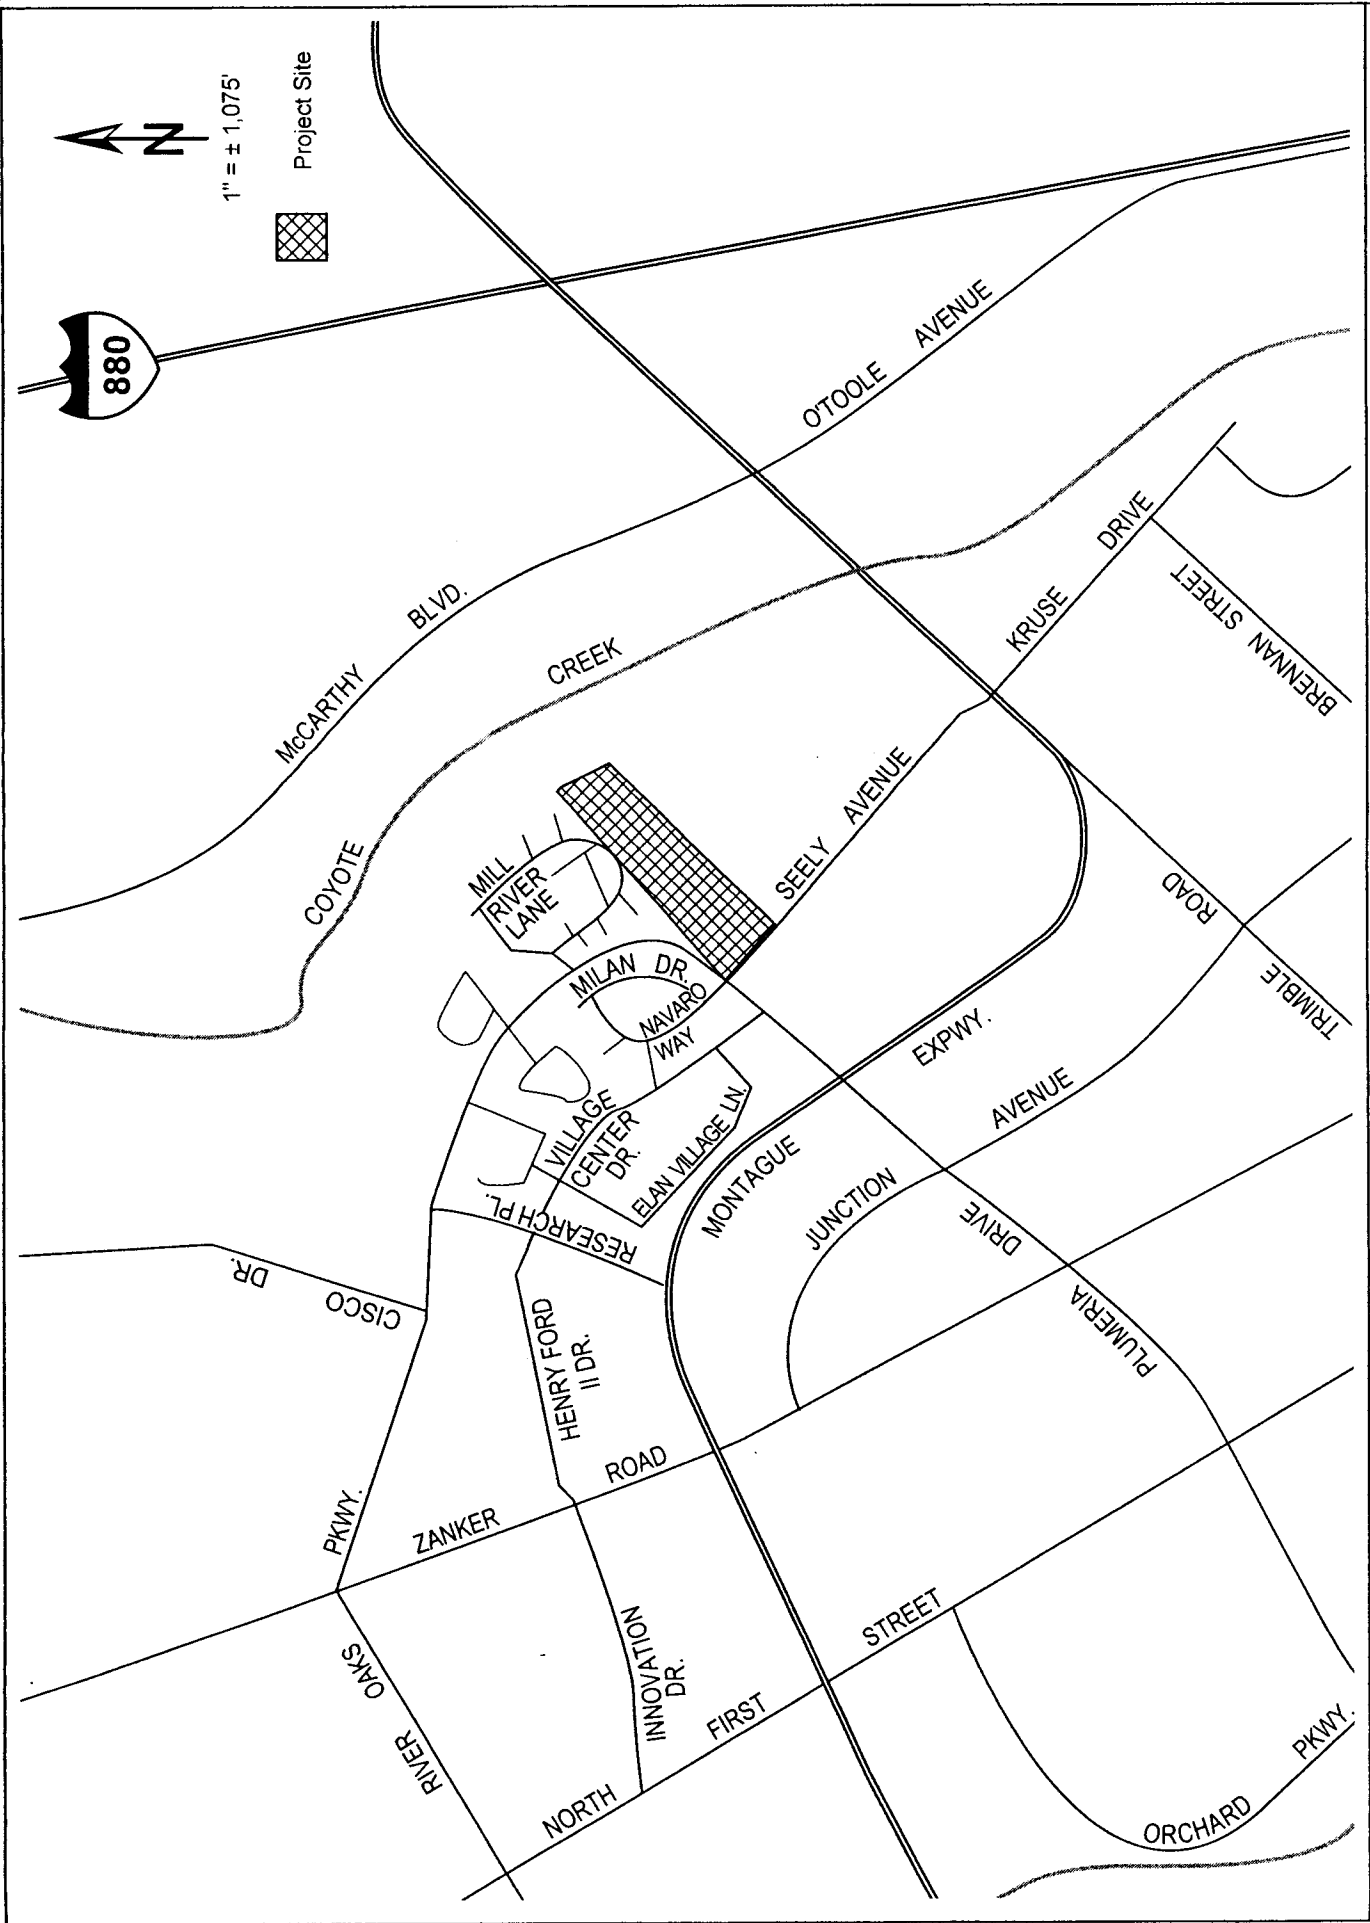 N
1" = ± 1,075'
Project Site
880
McCARTHY
BLVD.
O'TOOLE
AVENUE
COYOTE
CREEK
KRUSE
DRIVE
BRENNAN STREET
MILL
RIVER
LANE
SEELY
AVENUE
MILAN
DR.
NAVARO
WAY
VILLAGE
CENTER
DR.
ELAN VILLAGE LN.
RESEARCH PL.
MONTAGUE
EXPWY.
TRIMBLE
ROAD
JUNCTION
AVENUE
PLUMERIA
DRIVE
CISCO
DR.
HENRY FORD
II DR.
RIVER
OAKS
PKWY.
ZANKER
ROAD
INNOVATION
DR.
NORTH
FIRST
STREET
ORCHARD
PKWY.